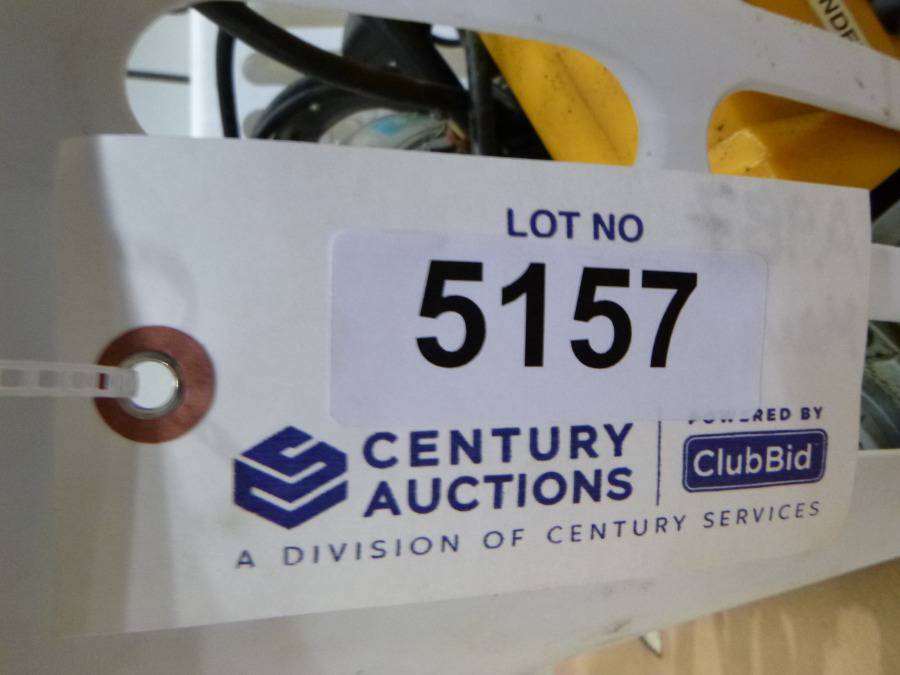 LOT NO
5157
CENTURY
AUCTIONS
POWERED BY
ClubBid
A DIVISION OF CENTURY SERVICES